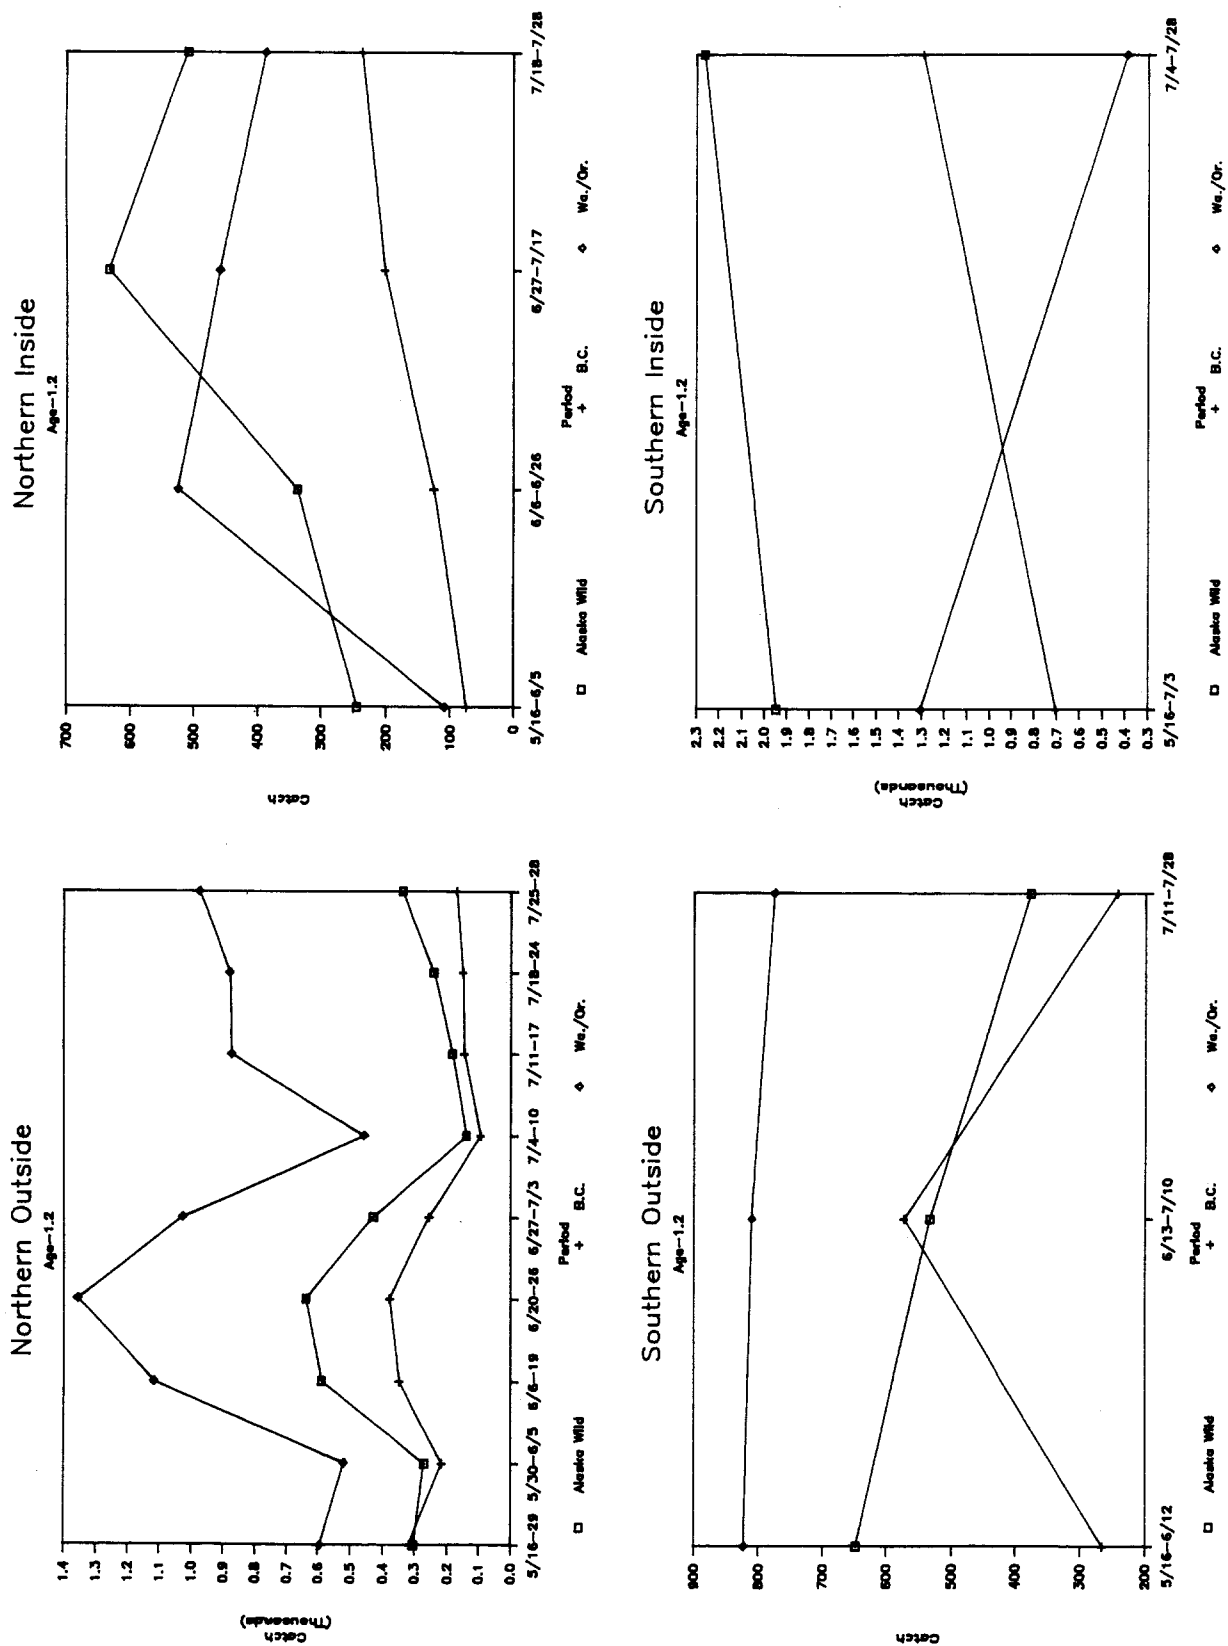 Northern Outside
Age-1.2
Catch
(Thousands)
1.4
1.3
1.2
1.1
1.0
0.9
0.8
0.7
0.6
0.5
0.4
0.3
0.2
0.1
0.0
5/16-29 5/30-6/5 6/6-19 6/20-26 6/27-7/3 7/4-10 7/11-17 7/18-24 7/25-28
Period
Alaska Wild + B.C. Wa./Or.
Northern Inside
Age-1.2
Catch
700
600
500
400
300
200
100
0
5/16-6/5 6/6-6/26 6/27-7/17 7/18-7/28
Period
Alaska Wild + B.C. Wa./Or.
Southern Outside
Age-1.2
Catch
900
800
700
600
500
400
300
200
5/16-6/12 6/13-7/10 7/11-7/28
Period
Alaska Wild + B.C. Wa./Or.
Southern Inside
Age-1.2
Catch
(Thousands)
2.3
2.2
2.1
2.0
1.9
1.8
1.7
1.6
1.5
1.4
1.3
1.2
1.1
1.0
0.9
0.8
0.7
0.6
0.5
0.4
0.3
5/16-7/3 7/4-7/28
Period
Alaska Wild + B.C. Wa./Or.